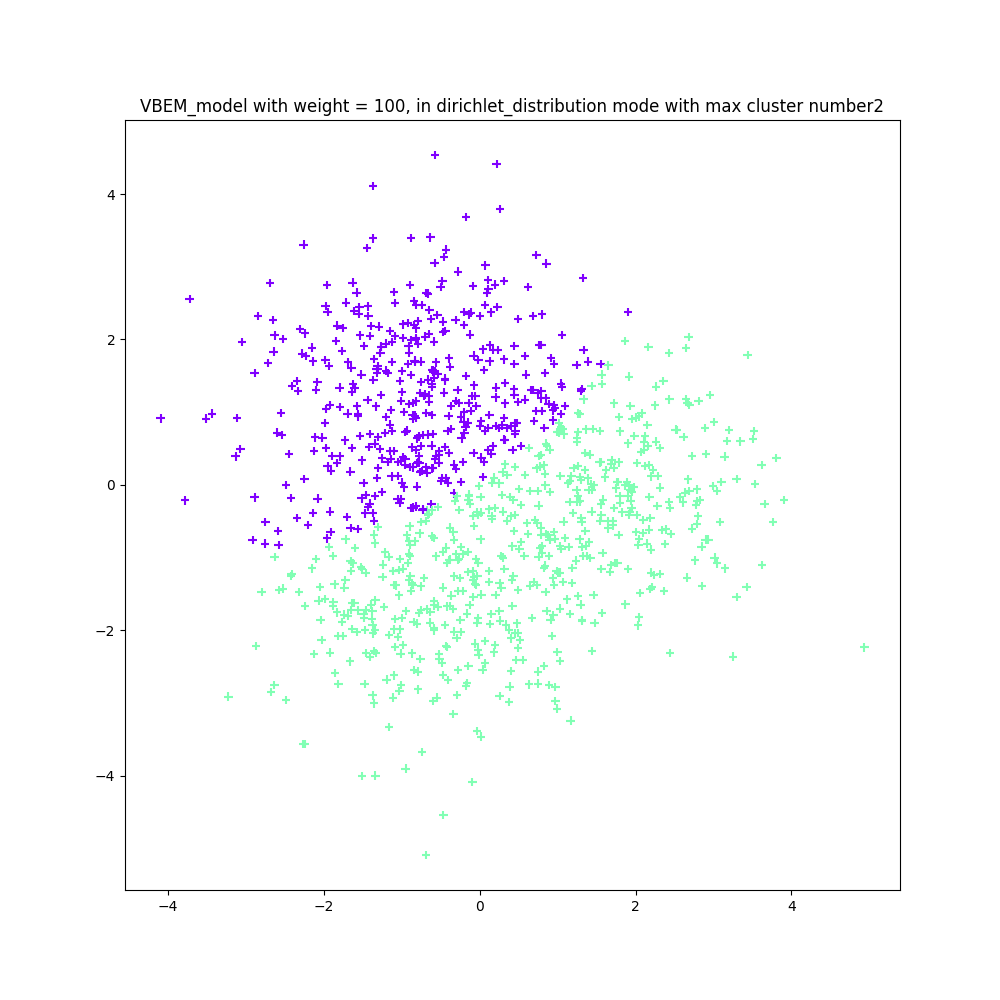 VBEM_model with weight = 100, in dirichlet_distribution mode with max cluster number2
4
2
0
−2
−4
−4 −2 0 2 4